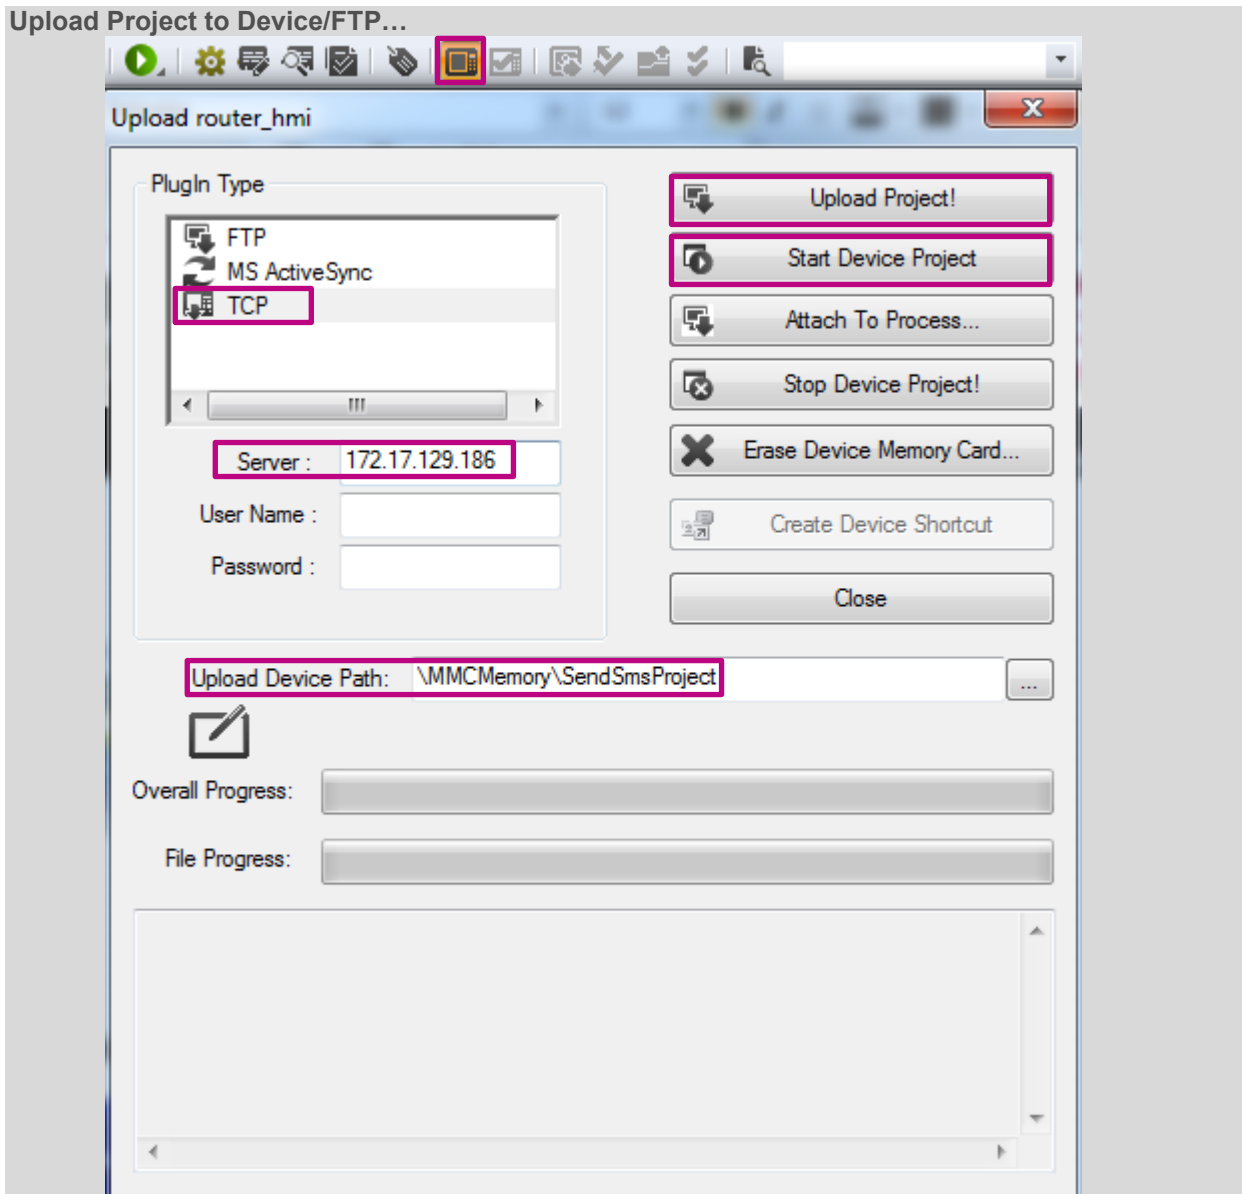 Upload Project to Device/FTP...
Upload router_hmi
PlugIn Type
FTP
MS ActiveSync
TCP
Server :
172.17.129.186
User Name :
Password :
Upload Project!
Start Device Project
Attach To Process...
Stop Device Project!
Erase Device Memory Card...
Create Device Shortcut
Close
Upload Device Path:
\MMCMemory\SendSmsProject
...
Overall Progress:
File Progress: